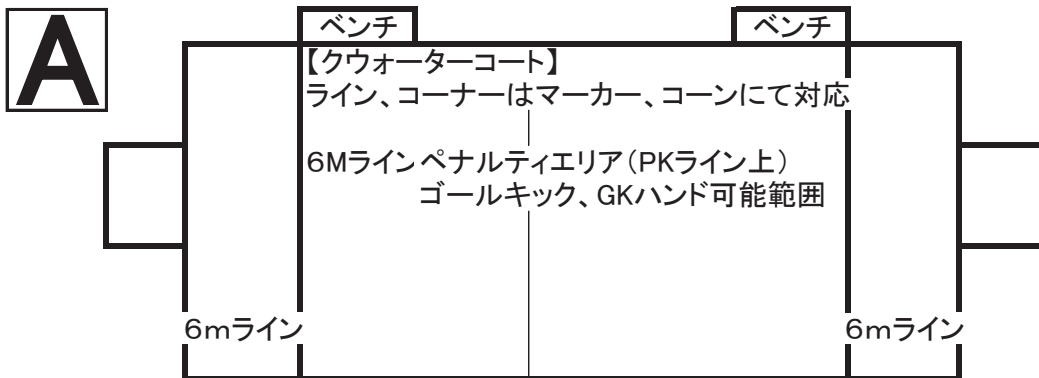 A
ベンチ
ベンチ
【クウォーターコート】
ライン、コーナーはマーカー、コーンにて対応
6Mライン ペナルティエリア(PKライン上)
ゴールキック、GKハンド可能範囲
6mライン
6mライン